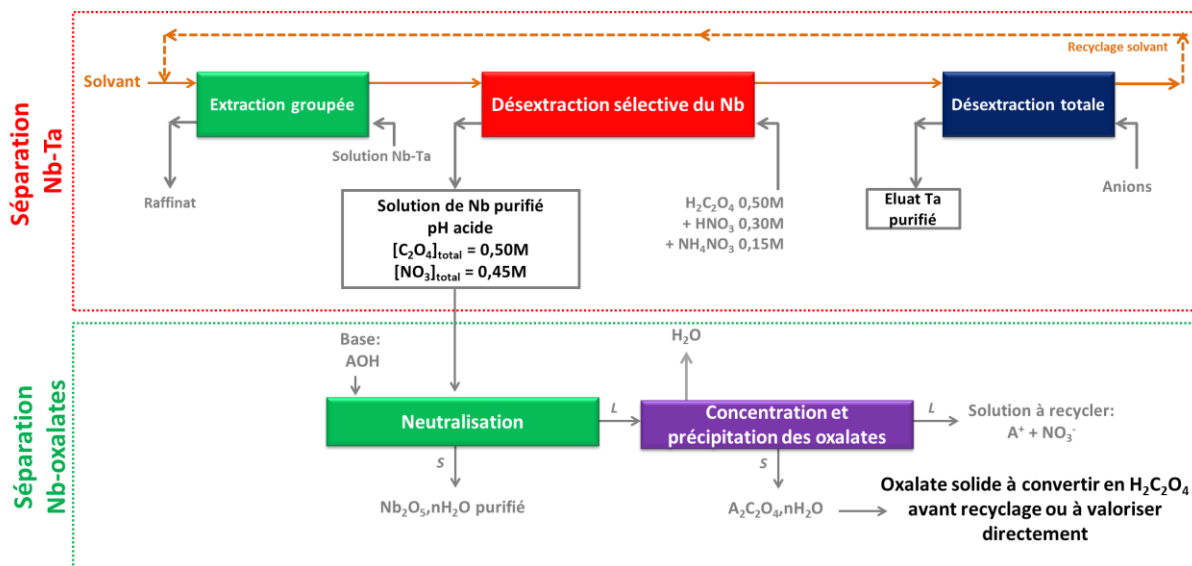 Séparation
Nb-Ta
Recyclage solvant
Solvant
Extraction groupée
Désextraction sélective du Nb
Désextraction totale
Solution Nb-Ta
Raffinat
Solution de Nb purifié
pH acide
[C₂O₄]total = 0,50M
[NO₃]total = 0,45M
H₂C₂O₄ 0,50M
+ HNO₃ 0,30M
+ NH₄NO₃ 0,15M
Eluat Ta
purifié
Anions
Séparation
Nb-oxalates
Base:
AOH
H₂O
Neutralisation
L
Concentration et
précipitation des oxalates
L
Solution à recycler:
A⁺ + NO₃⁻
S
S
Nb₂O₅,nH₂O purifié
A₂C₂O₄,nH₂O
Oxalate solide à convertir en H₂C₂O₄
avant recyclage ou à valoriser
directement